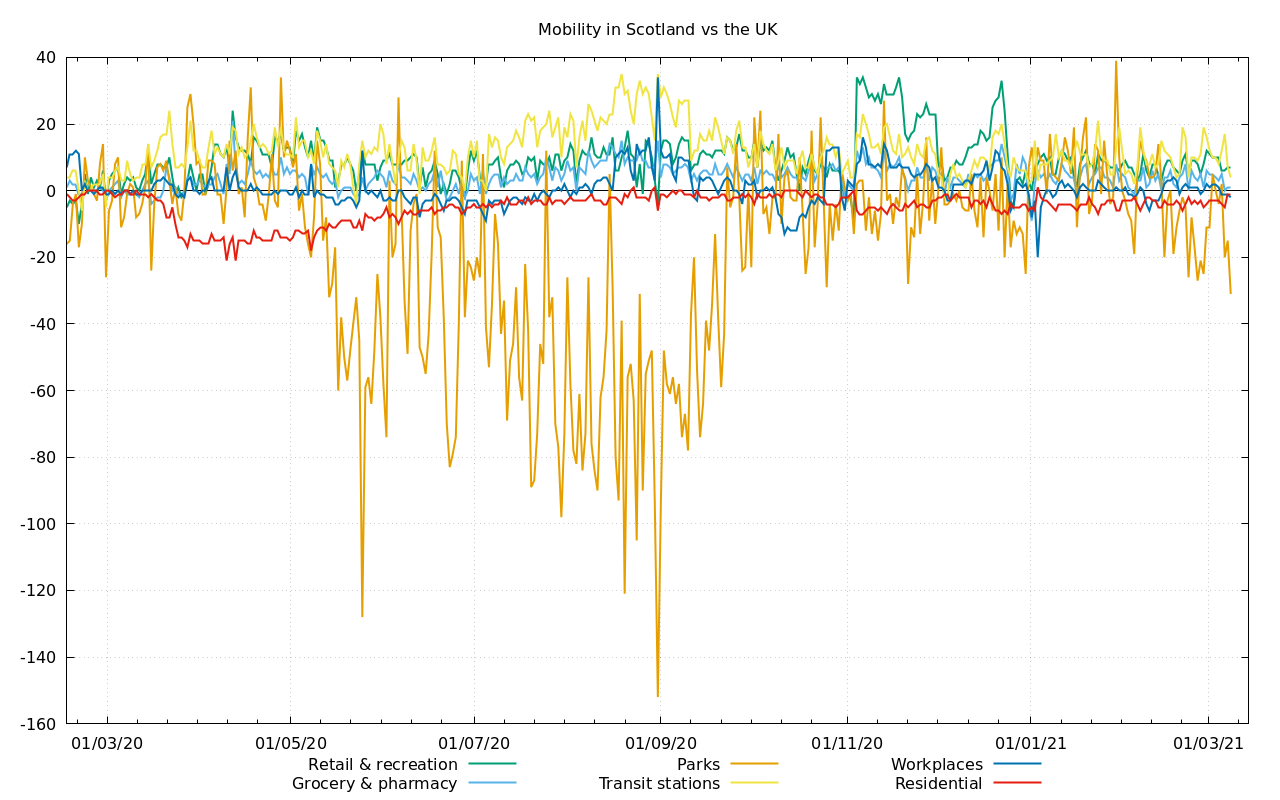 Mobility in Scotland vs the UK
40
20
0
-20
-40
-60
-80
-100
-120
-140
-160
01/03/20 01/05/20 01/07/20 01/09/20 01/11/20 01/01/21 01/03/21
Retail & recreation Parks Workplaces
Grocery & pharmacy Transit stations Residential